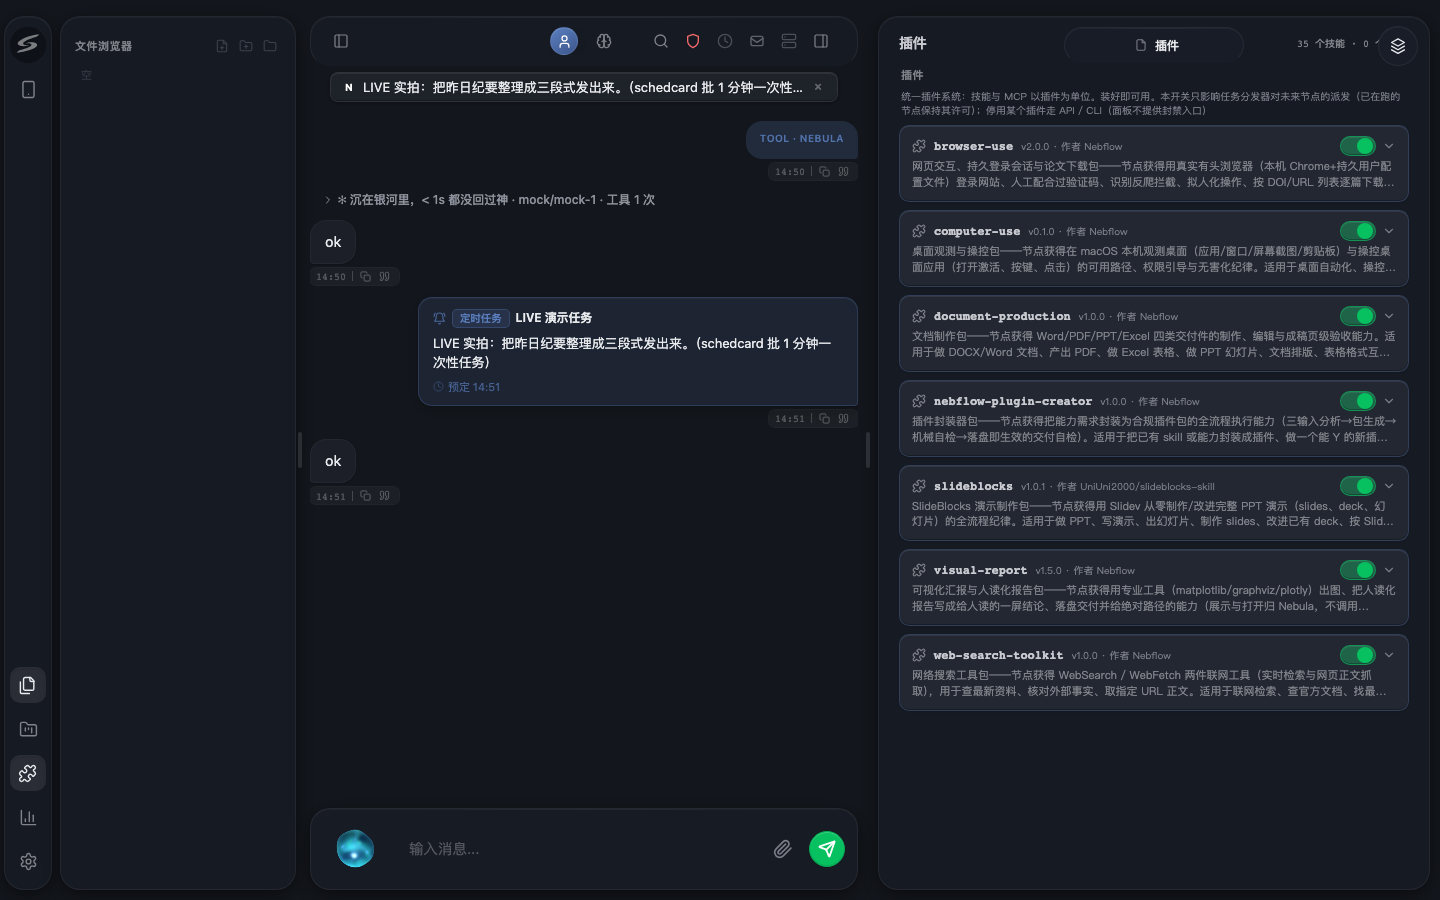 文件浏览器
空
N LIVE 实拍：把昨日纪要整理成三段式发出来。（schedcard 批 1 分钟一次性... ×
TOOL · NEBULA
14:50
✻ 沉在银河里，< 1s 都没回过神 · mock/mock-1 · 工具 1 次
ok
14:50
定时任务 LIVE 演示任务
LIVE 实拍：把昨日纪要整理成三段式发出来。（schedcard 批 1 分钟一
次性任务）
预定 14:51
14:51
ok
14:51
输入消息...
插件
插件
35 个技能 · 0
插件
统一插件系统：技能与 MCP 以插件为单位。装好即可用。本开关只影响任务分发器对未来节点的派发（已在跑的
节点保持其许可）；停用某个插件走 API / CLI（面板不提供封禁入口）
browser-use v2.0.0 · 作者 Nebflow
网页交互、持久登录会话与论文下载包——节点获得用真实有头浏览器（本机 Chrome+持久用户配
置文件）登录网站、人工配合过验证码、识别反爬拦截、拟人化操作、按 DOI/URL 列表逐篇下载...
computer-use v0.1.0 · 作者 Nebflow
桌面观测与操控包——节点获得在 macOS 本机观测桌面（应用/窗口/屏幕截图/剪贴板）与操控桌
面应用（打开激活、按键、点击）的可用路径、权限引导与无害化纪律。适用于桌面自动化、操控...
document-production v1.0.0 · 作者 Nebflow
文档制作包——节点获得 Word/PDF/PPT/Excel 四类交付件的制作、编辑与成稿页级验收能力。适
用于做 DOCX/Word 文档、产出 PDF、做 Excel 表格、做 PPT 幻灯片、文档排版、表格格式互...
nebflow-plugin-creator v1.0.0 · 作者 Nebflow
插件封装器包——节点获得把能力需求封装为合规插件包的全流程执行能力（三输入分析→包生成→
机械自检→落盘即生效的交付自检）。适用于把已有 skill 或能力封装成插件、做一个能 Y 的新插...
slideblocks v1.0.1 · 作者 UniUni2000/slideblocks-skill
SlideBlocks 演示制作包——节点获得用 Slidev 从零制作/改进完整 PPT 演示（slides、deck、幻
灯片）的全流程纪律。适用于做 PPT、写演示、出幻灯片、制作 slides、改进已有 deck、按 Slid...
visual-report v1.5.0 · 作者 Nebflow
可视化汇报与人读化报告包——节点获得用专业工具（matplotlib/graphviz/plotly）出图、把人读化
报告写成给人读的一屏结论、落盘交付并给绝对路径的能力（展示与打开归 Nebula，不调用...
web-search-toolkit v1.0.0 · 作者 Nebflow
网络搜索工具包——节点获得 WebSearch / WebFetch 两件联网工具（实时检索与网页正文抓
取），用于查最新资料、核对外部事实、取指定 URL 正文。适用于联网检索、查官方文档、找最...